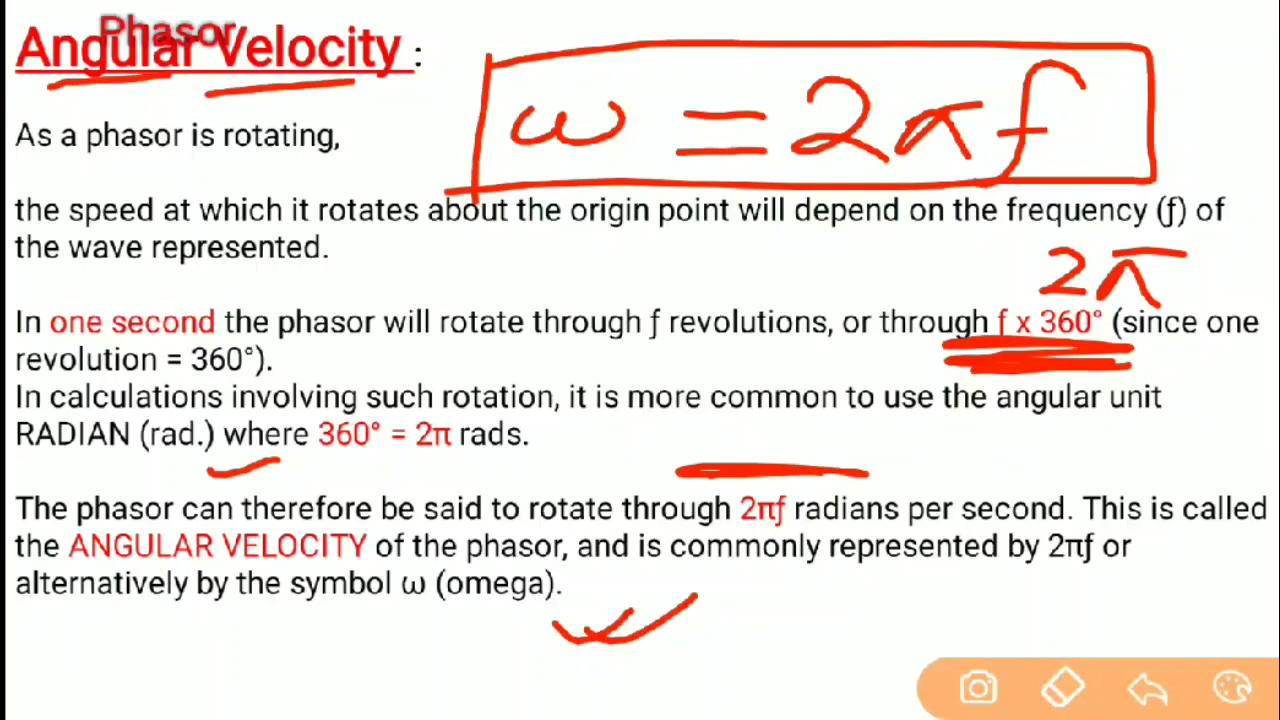 Phasor
Angular Velocity :
ω = 2πf
As a phasor is rotating,
the speed at which it rotates about the origin point will depend on the frequency (ƒ) of
the wave represented.
2π
In one second the phasor will rotate through ƒ revolutions, or through f x 360° (since one
revolution = 360°).
In calculations involving such rotation, it is more common to use the angular unit
RADIAN (rad.) where 360° = 2π rads.
The phasor can therefore be said to rotate through 2πƒ radians per second. This is called
the ANGULAR VELOCITY of the phasor, and is commonly represented by 2πƒ or
alternatively by the symbol ω (omega).